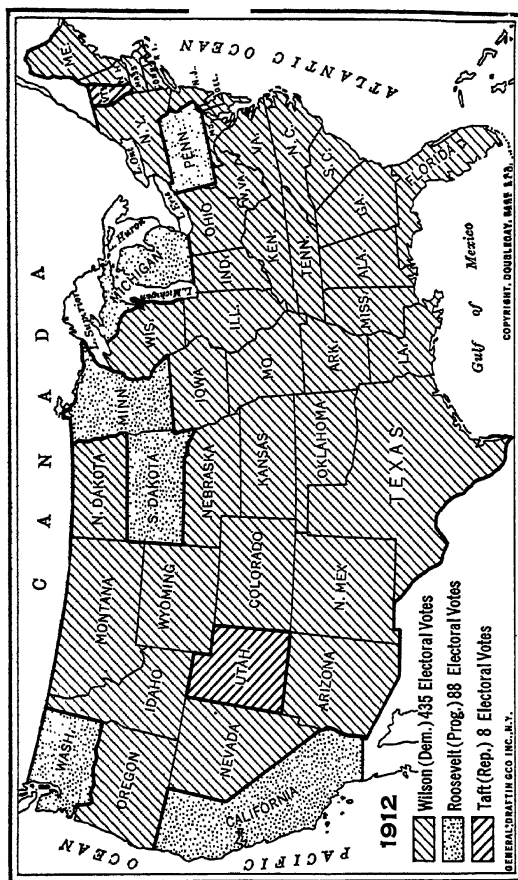 C A N A D A
WASH.
OREGON
CALIFORNIA
NEVADA
IDAHO
MONTANA
WYOMING
UTAH
ARIZONA
COLORADO
N. MEX.
N. DAKOTA
S. DAKOTA
NEBRASKA
KANSAS
OKLAHOMA
TEXAS
MINN.
IOWA
MO.
ARK.
LA.
WIS.
ILL.
MICHIGAN
IND.
OHIO
KEN.
TENN.
MISS.
ALA.
GA.
FLORIDA
S.C.
N.C.
VA.
W.VA.
PENN.
N.Y.
ME.
N.J.
L. Superior
L. Michigan
Huron
Erie
L. Ont.
PACIFIC OCEAN
ATLANTIC OCEAN
Gulf of Mexico
1912
Wilson (Dem.) 435 Electoral Votes
Roosevelt (Prog.) 88 Electoral Votes
Taft (Rep.) 8 Electoral Votes
GENERAL DRAFTING CO. INC., N.Y.
COPYRIGHT, DOUBLEDAY,